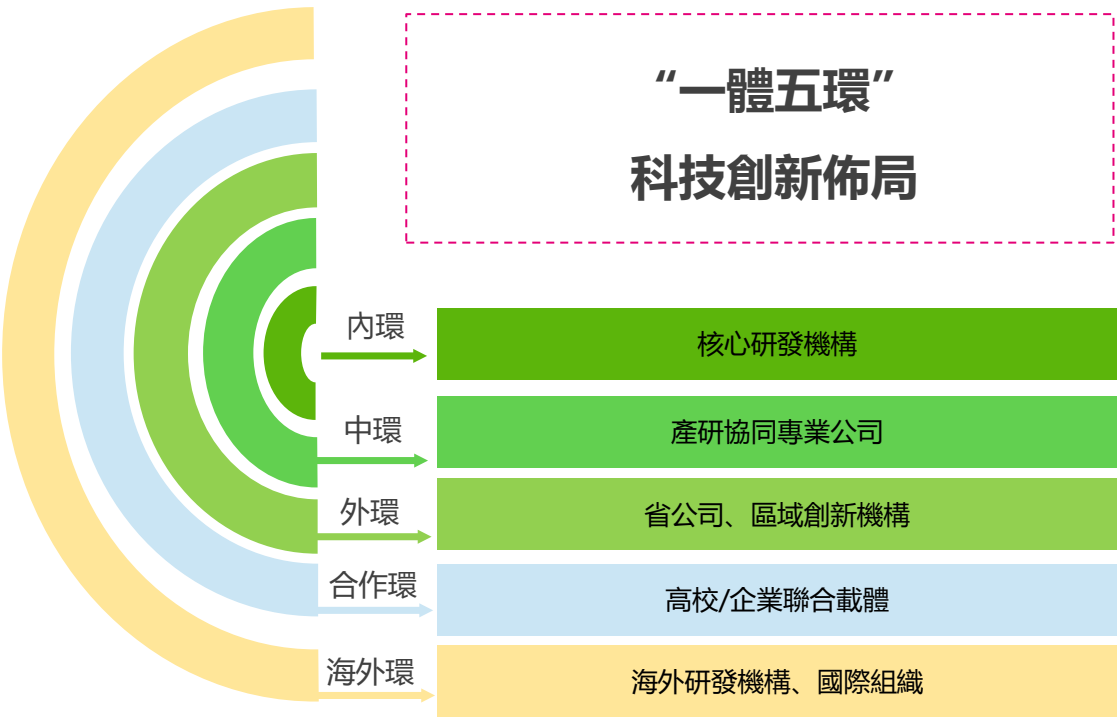 “一體五環”
科技創新佈局
內環
核心研發機構
中環
產研協同專業公司
外環
省公司、區域創新機構
合作環
高校/企業聯合載體
海外環
海外研發機構、國際組織